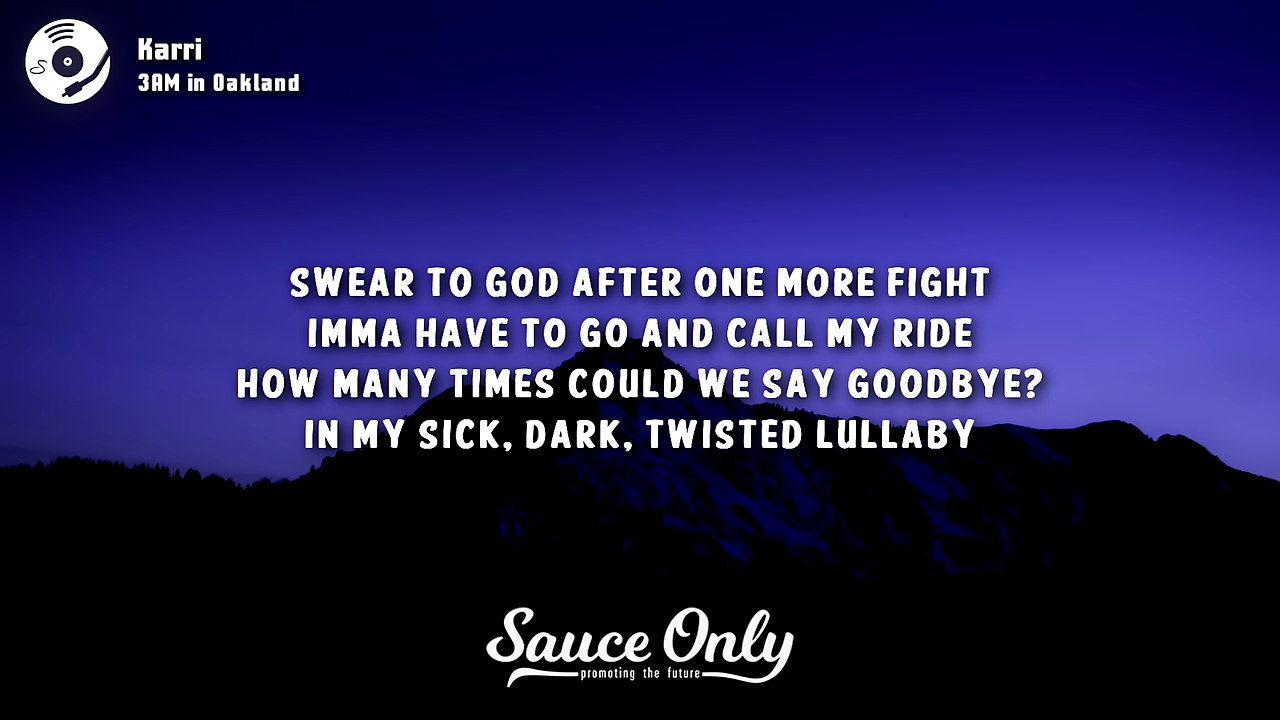 Karri
3AM in Oakland
SWEAR TO GOD AFTER ONE MORE FIGHT
IMMA HAVE TO GO AND CALL MY RIDE
HOW MANY TIMES COULD WE SAY GOODBYE?
IN MY SICK, DARK, TWISTED LULLABY
Sauce Only
promoting the future